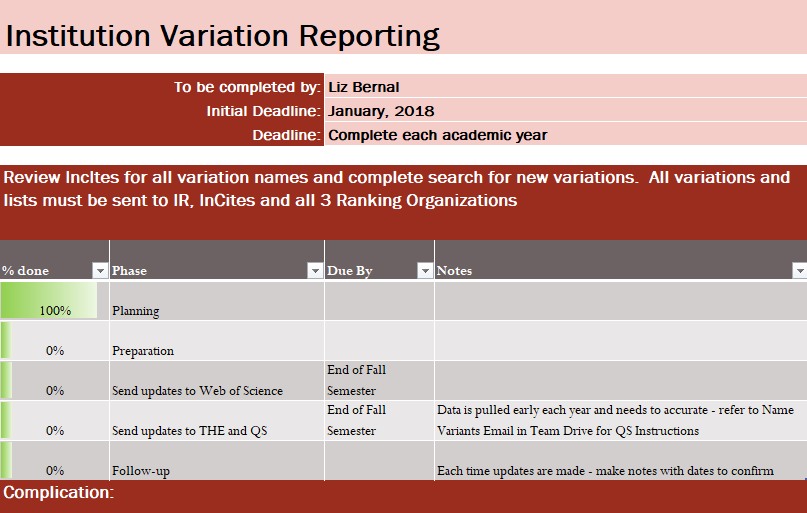 Institution Variation Reporting
To be completed by: Liz Bernal
Initial Deadline: January, 2018
Deadline: Complete each academic year
Review IncItes for all variation names and complete search for new variations.  All variations and
lists must be sent to IR, InCites and all 3 Ranking Organizations
% done Phase Due By Notes
100% Planning
0% Preparation
End of Fall
0% Send updates to Web of Science Semester
End of Fall Data is pulled early each year and needs to accurate - refer to Name
0% Send updates to THE and QS Semester Variants Email in Team Drive for QS Instructions
0% Follow-up Each time updates are made - make notes with dates to confirm
Complication: